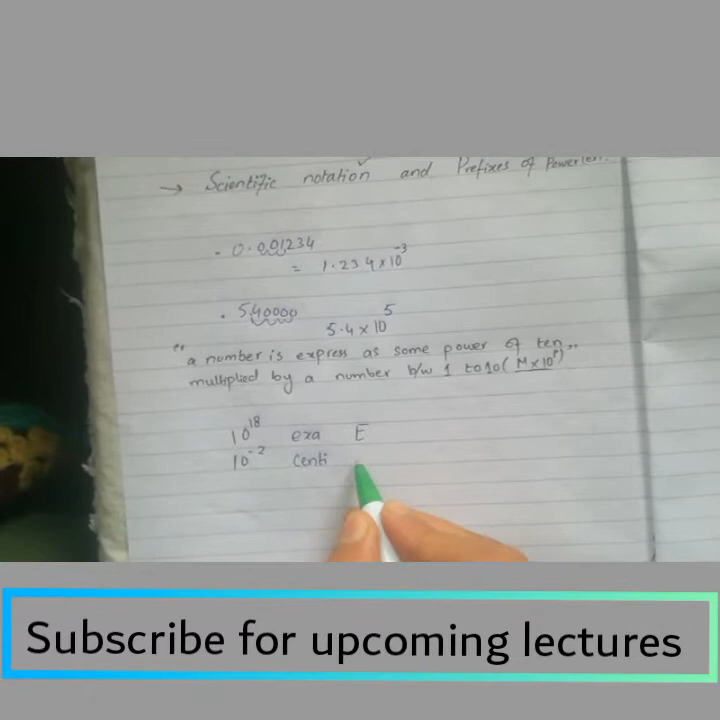 → Scientific notation and Prefixes of Power
. 0.001234
= 1.234 x 10⁻³
. 540000
5.4 x 10⁵
"a number is express as some power of ten
multiplied by a number b/w 1 to 10 ( M x 10ⁿ)"
10¹⁸ exa E
10⁻² Centi
Subscribe for upcoming lectures